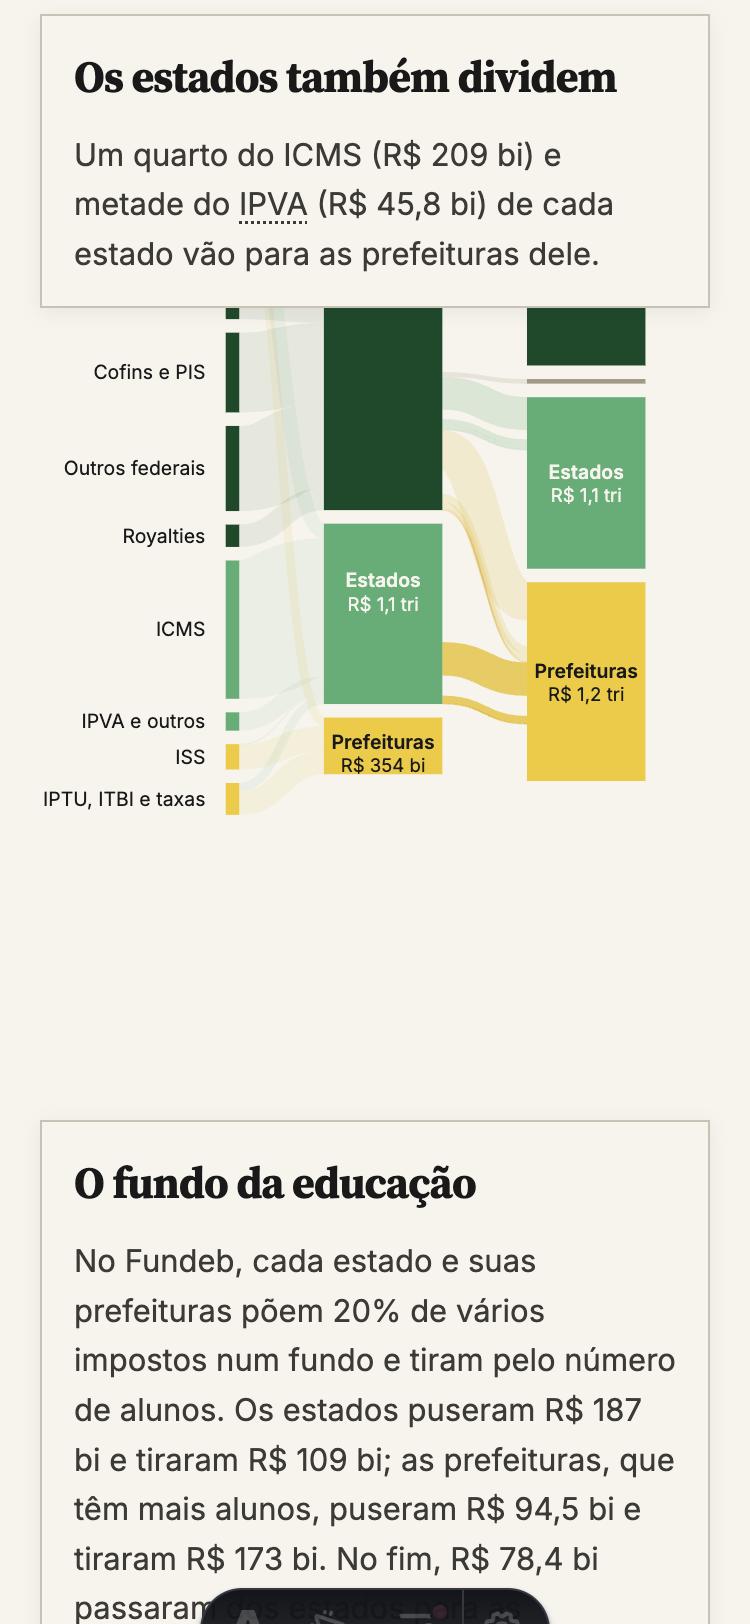 Os estados também dividem
Um quarto do ICMS (R$ 209 bi) e
metade do IPVA (R$ 45,8 bi) de cada
estado vão para as prefeituras dele.
Cofins e PIS
Outros federais
Royalties
ICMS
IPVA e outros
ISS
IPTU, ITBI e taxas
Estados
R$ 1,1 tri
Prefeituras
R$ 354 bi
Estados
R$ 1,1 tri
Prefeituras
R$ 1,2 tri
O fundo da educação
No Fundeb, cada estado e suas
prefeituras põem 20% de vários
impostos num fundo e tiram pelo número
de alunos. Os estados puseram R$ 187
bi e tiraram R$ 109 bi; as prefeituras, que
têm mais alunos, puseram R$ 94,5 bi e
tiraram R$ 173 bi. No fim, R$ 78,4 bi
passaram dos estados para as